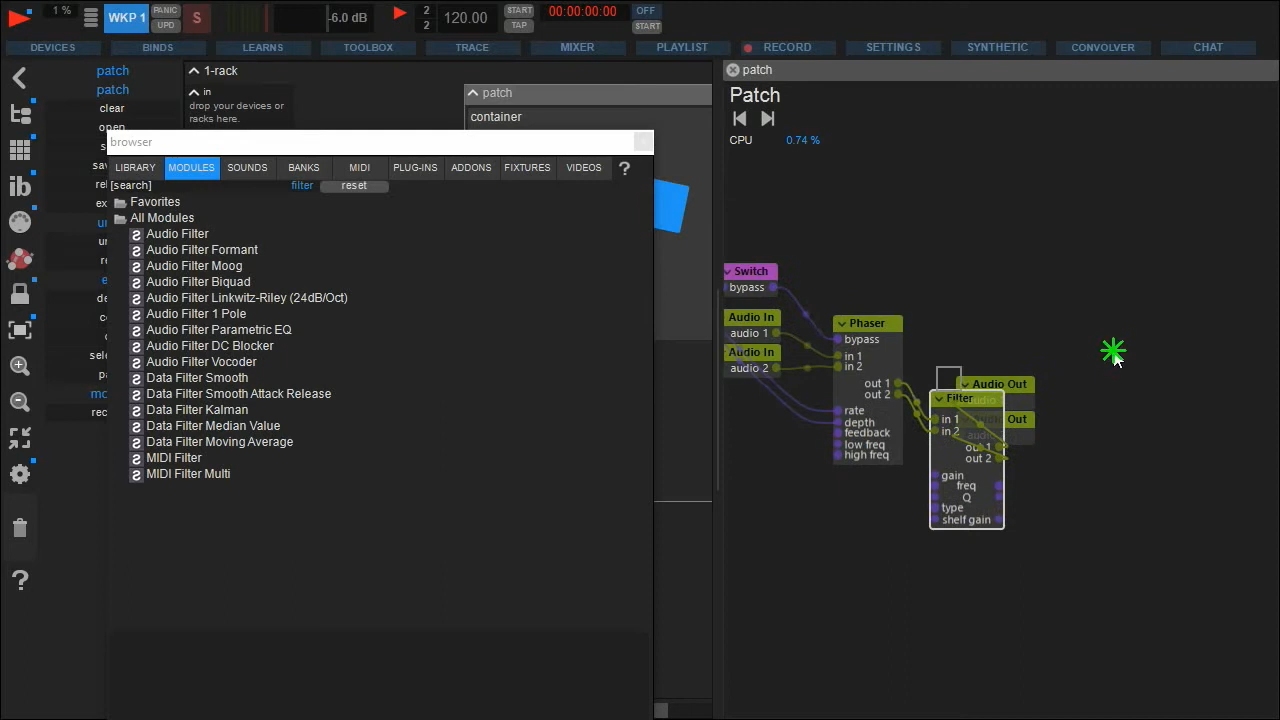 1 %
WKP 1
PANIC
UPD
S
-6.0 dB
2
2
120.00
START
TAP
00:00:00:00
OFF
START
DEVICES
BINDS
LEARNS
TOOLBOX
TRACE
MIXER
PLAYLIST
RECORD
SETTINGS
SYNTHETIC
CONVOLVER
CHAT
patch
patch
clear
1-rack
in
drop your devices or
racks here.
patch
container
ib
?
browser
LIBRARY
MODULES
SOUNDS
BANKS
MIDI
PLUG-INS
ADDONS
FIXTURES
VIDEOS
?
[search]
filter
reset
Favorites
All Modules
Audio Filter
Audio Filter Formant
Audio Filter Moog
Audio Filter Biquad
Audio Filter Linkwitz-Riley (24dB/Oct)
Audio Filter 1 Pole
Audio Filter Parametric EQ
Audio Filter DC Blocker
Audio Filter Vocoder
Data Filter Smooth
Data Filter Smooth Attack Release
Data Filter Kalman
Data Filter Median Value
Data Filter Moving Average
MIDI Filter
MIDI Filter Multi
patch
Patch
CPU
0.74 %
Switch
bypass
Audio In
audio 1
Audio In
audio 2
Phaser
bypass
in 1
in 2
out 1
out 2
rate
depth
feedback
low freq
high freq
Audio Out
Out
Filter
in 1
in 2
out 1
out 2
gain
freq
Q
type
shelf gain